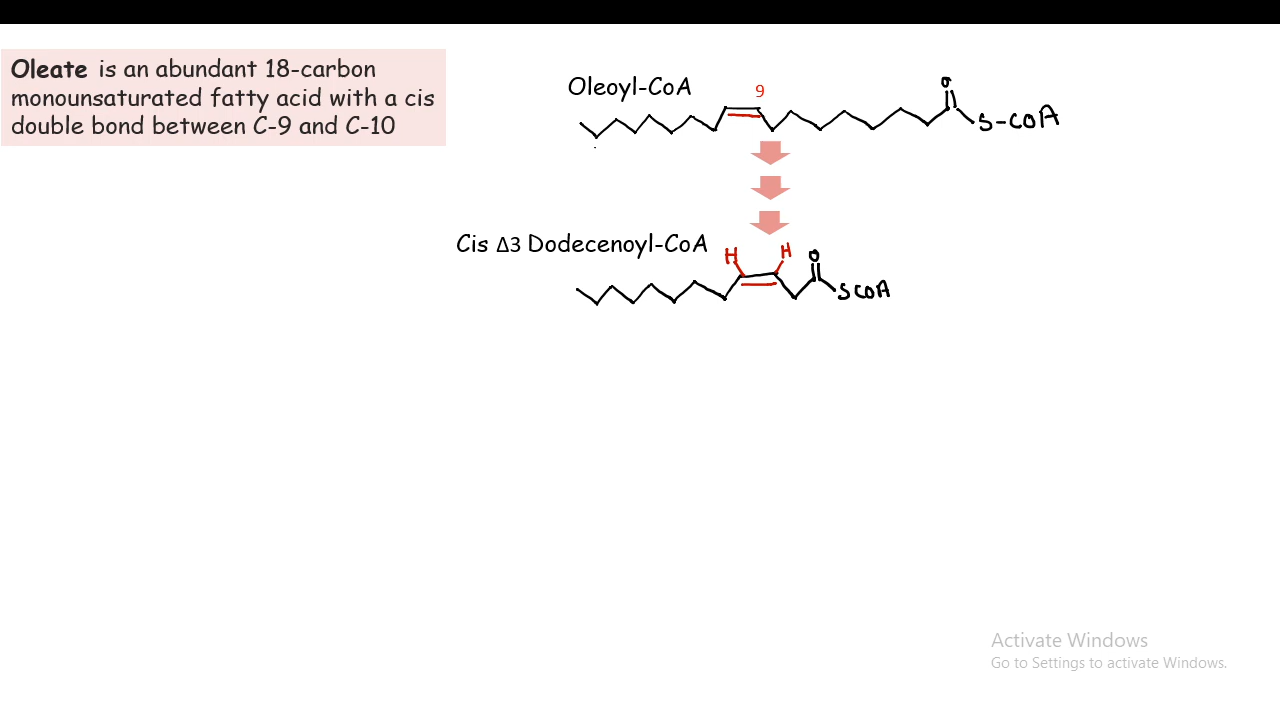 Oleate is an abundant 18-carbon
monounsaturated fatty acid with a cis
double bond between C-9 and C-10
Oleoyl-CoA
9
O
S-COA
Cis Δ3 Dodecenoyl-CoA
H
H
O
SCOA
Activate Windows
Go to Settings to activate Windows.